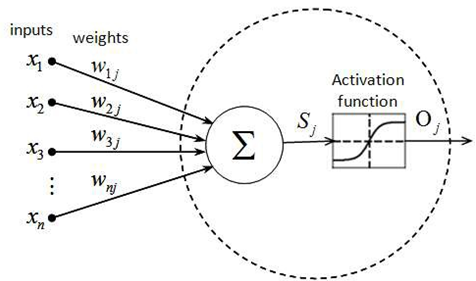 inputs
weights
x1
w1j
x2
w2j
x3
w3j
⋮
xn
wnj
Σ
Sj
Activation
function
Oj